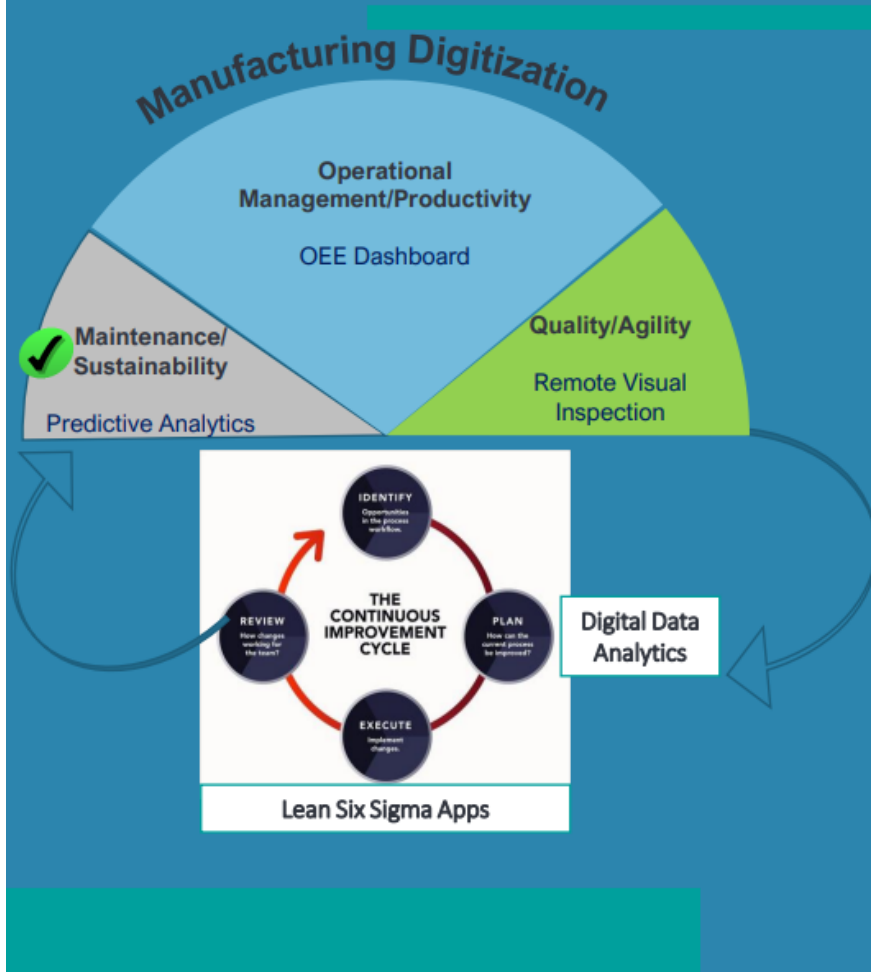 Manufacturing Digitization
Operational
Management/Productivity
OEE Dashboard
Maintenance/
Sustainability
Predictive Analytics
Quality/Agility
Remote Visual
Inspection
IDENTIFY
Opportunities
in the process
workflow.
THE
CONTINUOUS
IMPROVEMENT
CYCLE
REVIEW
How changes
working for
the team?
PLAN
How can the
current process
be improved?
EXECUTE
Implement
changes.
Digital Data
Analytics
Lean Six Sigma Apps